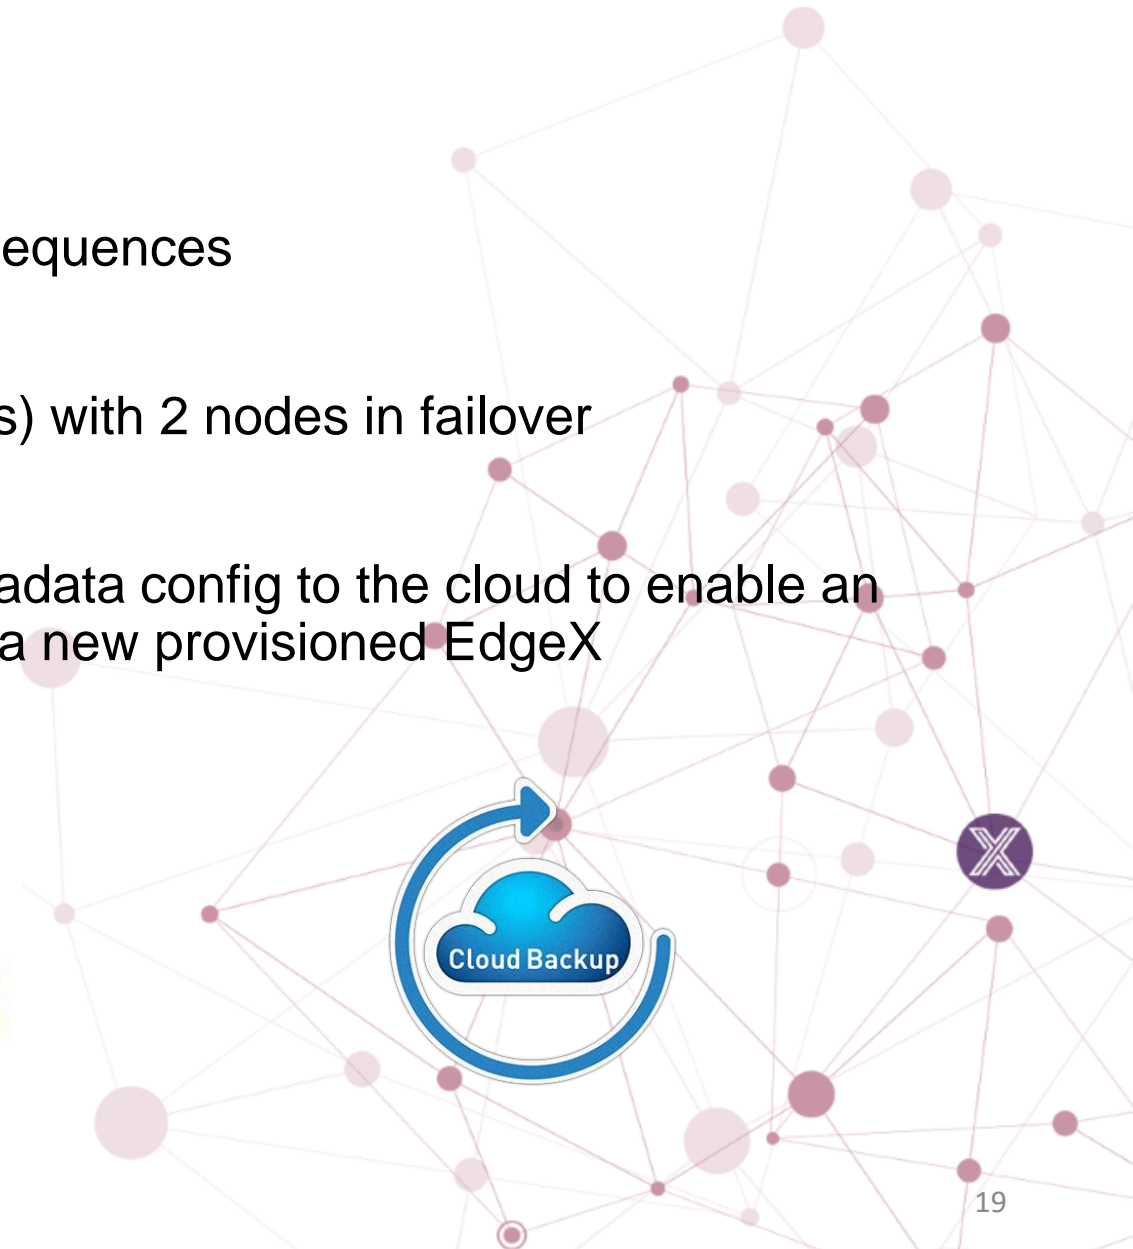 equences
s) with 2 nodes in failover
adata config to the cloud to enable an
a new provisioned EdgeX
Cloud Backup
19